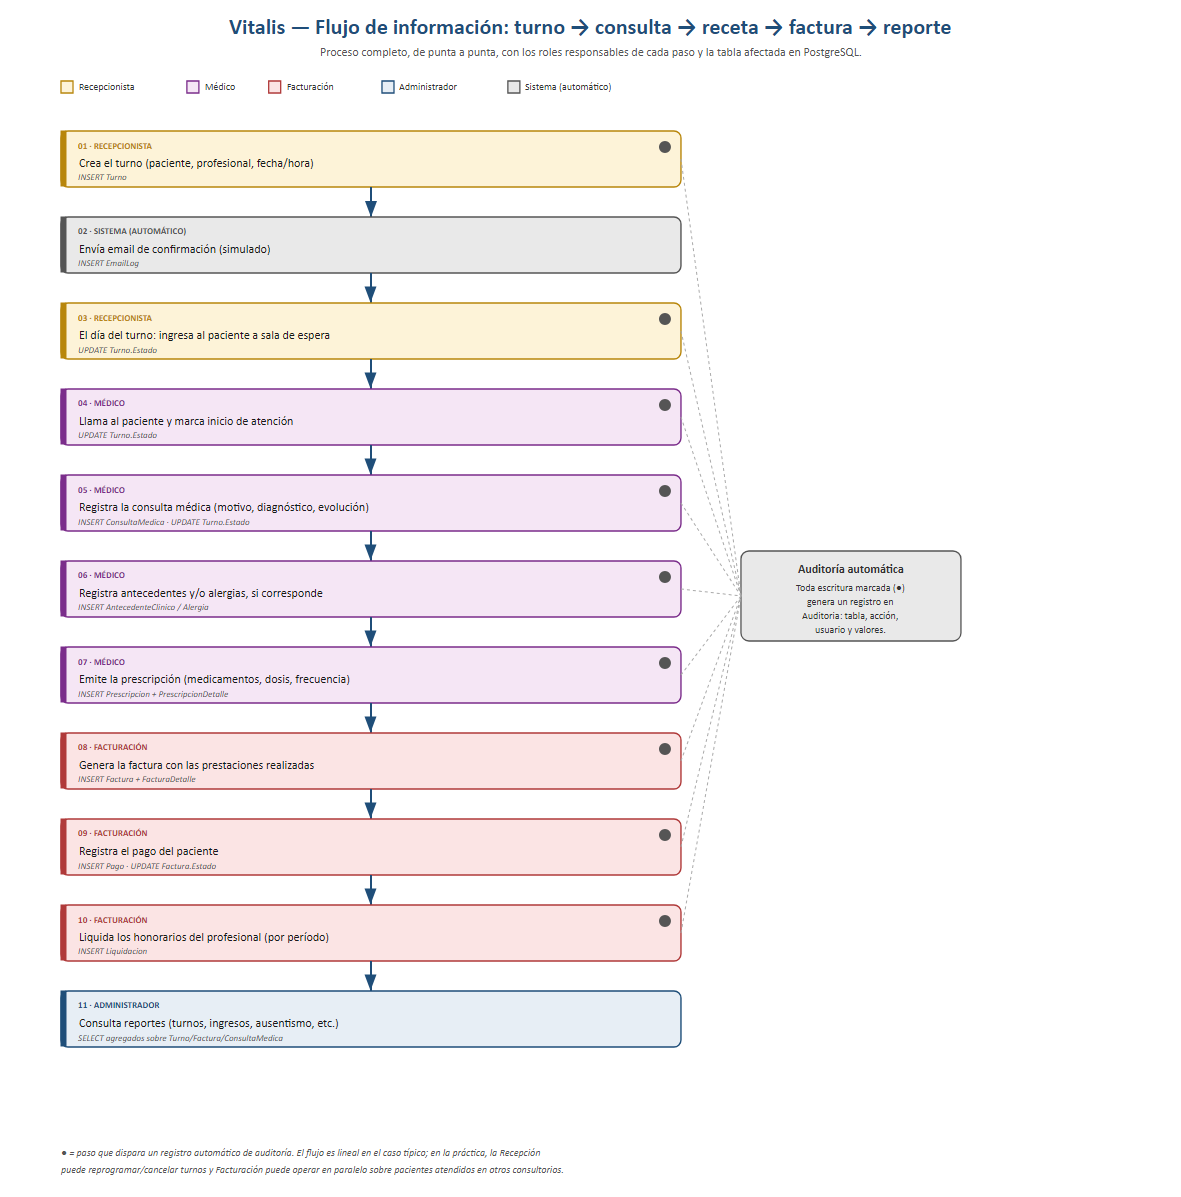 Vitalis — Flujo de información: turno → consulta → receta → factura → reporte
Proceso completo, de punta a punta, con los roles responsables de cada paso y la tabla afectada en PostgreSQL.
Recepcionista
Médico
Facturación
Administrador
Sistema (automático)
01 · RECEPCIONISTA
Crea el turno (paciente, profesional, fecha/hora)
INSERT Turno
02 · SISTEMA (AUTOMÁTICO)
Envía email de confirmación (simulado)
INSERT EmailLog
03 · RECEPCIONISTA
El día del turno: ingresa al paciente a sala de espera
UPDATE Turno.Estado
04 · MÉDICO
Llama al paciente y marca inicio de atención
UPDATE Turno.Estado
05 · MÉDICO
Registra la consulta médica (motivo, diagnóstico, evolución)
INSERT ConsultaMedica · UPDATE Turno.Estado
06 · MÉDICO
Registra antecedentes y/o alergias, si corresponde
INSERT AntecedenteClinico / Alergia
07 · MÉDICO
Emite la prescripción (medicamentos, dosis, frecuencia)
INSERT Prescripcion + PrescripcionDetalle
08 · FACTURACIÓN
Genera la factura con las prestaciones realizadas
INSERT Factura + FacturaDetalle
09 · FACTURACIÓN
Registra el pago del paciente
INSERT Pago · UPDATE Factura.Estado
10 · FACTURACIÓN
Liquida los honorarios del profesional (por período)
INSERT Liquidacion
11 · ADMINISTRADOR
Consulta reportes (turnos, ingresos, ausentismo, etc.)
SELECT agregados sobre Turno/Factura/ConsultaMedica
Auditoría automática
Toda escritura marcada (●)
genera un registro en
Auditoria: tabla, acción,
usuario y valores.
● = paso que dispara un registro automático de auditoría. El flujo es lineal en el caso típico; en la práctica, la Recepción
puede reprogramar/cancelar turnos y Facturación puede operar en paralelo sobre pacientes atendidos en otros consultorios.